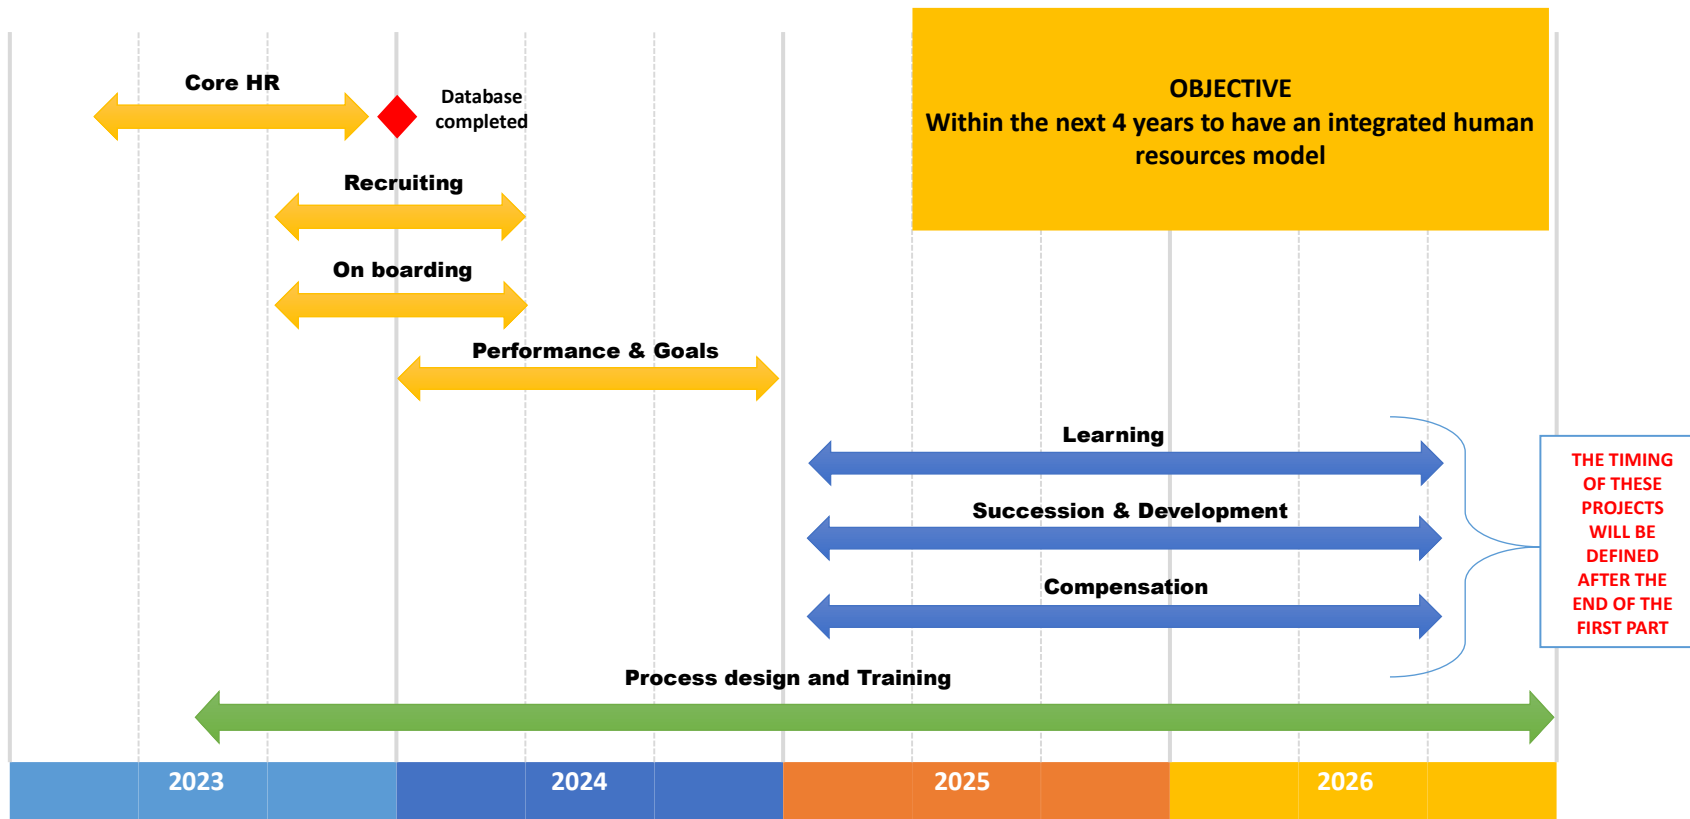 OBJECTIVE
Within the next 4 years to have an integrated human
resources model
Core HR
Database
completed
Recruiting
On boarding
Performance & Goals
Learning
Succession & Development
Compensation
THE TIMING
OF THESE
PROJECTS
WILL BE
DEFINED
AFTER THE
END OF THE
FIRST PART
Process design and Training
2023
2024
2025
2026